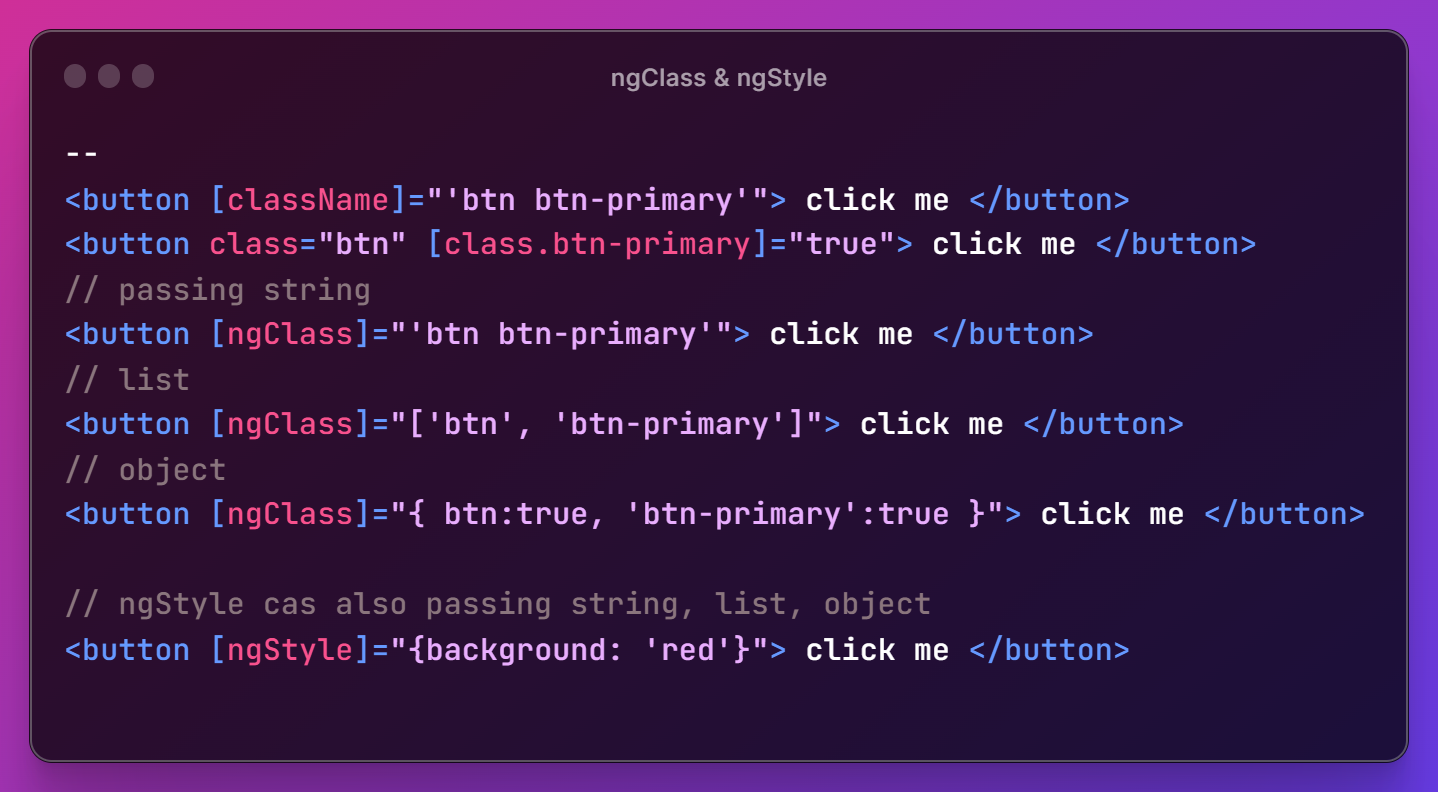 ngClass & ngStyle
--
<button [className]="'btn btn-primary'"> click me </button>
<button class="btn" [class.btn-primary]="true"> click me </button>
// passing string
<button [ngClass]="'btn btn-primary'"> click me </button>
// list
<button [ngClass]="['btn', 'btn-primary']"> click me </button>
// object
<button [ngClass]="{ btn:true, 'btn-primary':true }"> click me </button>
// ngStyle cas also passing string, list, object
<button [ngStyle]="{background: 'red'}"> click me </button>